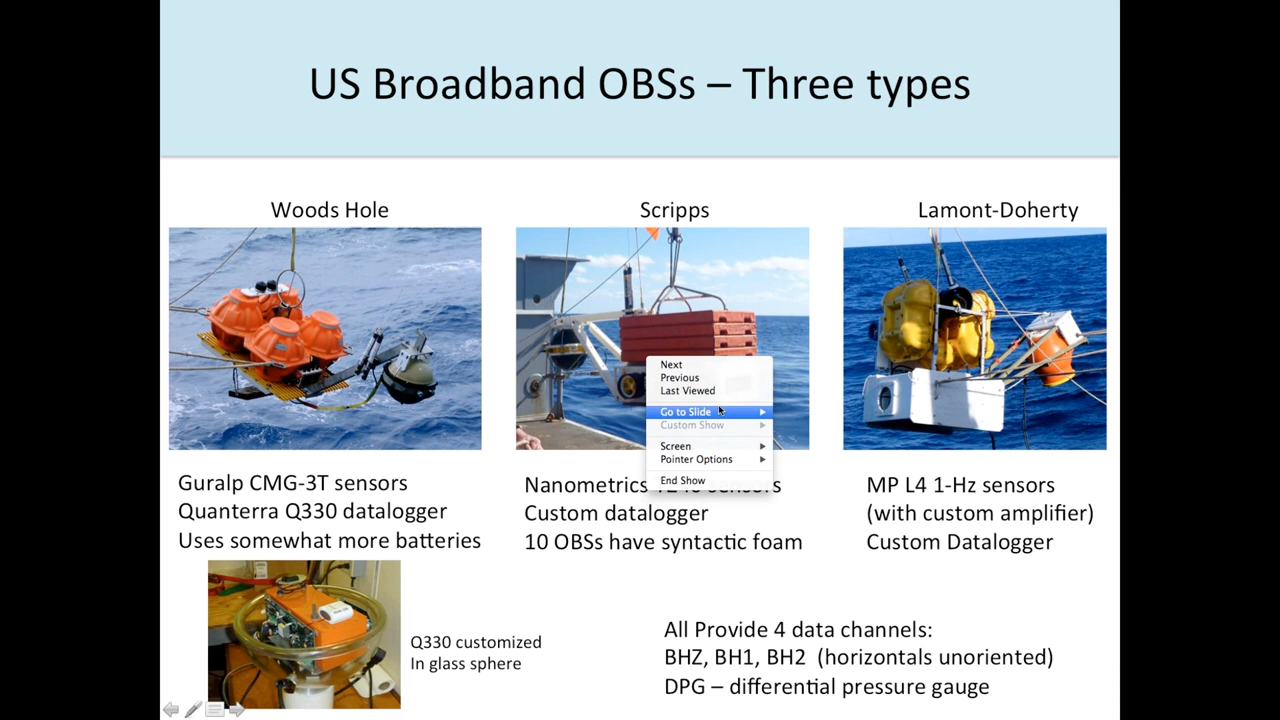 US Broadband OBSs – Three types
Woods Hole
Scripps
Lamont-Doherty
Next
Previous
Last Viewed
Go to Slide
Custom Show
Screen
Pointer Options
End Show
Guralp CMG-3T sensors
Quanterra Q330 datalogger
Uses somewhat more batteries
Nanometrics sensors
Custom datalogger
10 OBSs have syntactic foam
MP L4 1-Hz sensors
(with custom amplifier)
Custom Datalogger
Q330 customized
In glass sphere
All Provide 4 data channels:
BHZ, BH1, BH2 (horizontals unoriented)
DPG – differential pressure gauge